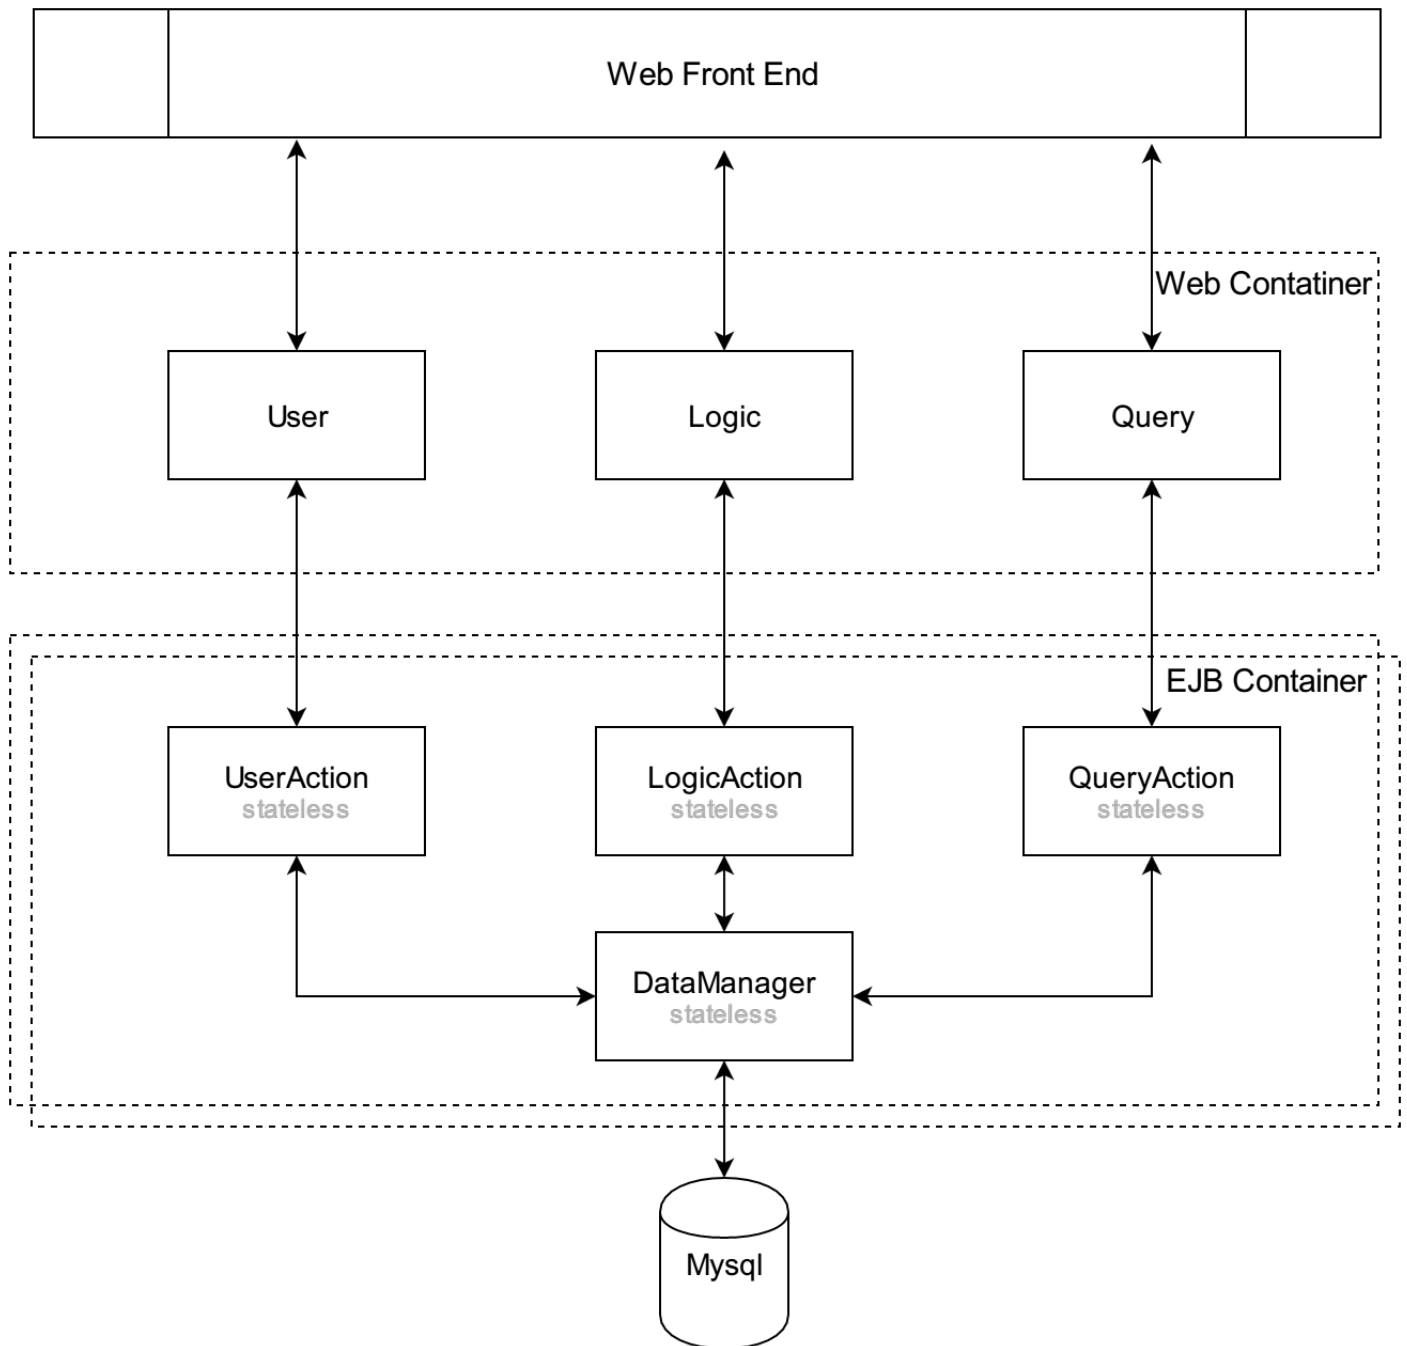 Web Front End
Web Contatiner
User
Logic
Query
EJB Container
UserAction
stateless
LogicAction
stateless
QueryAction
stateless
DataManager
stateless
Mysql